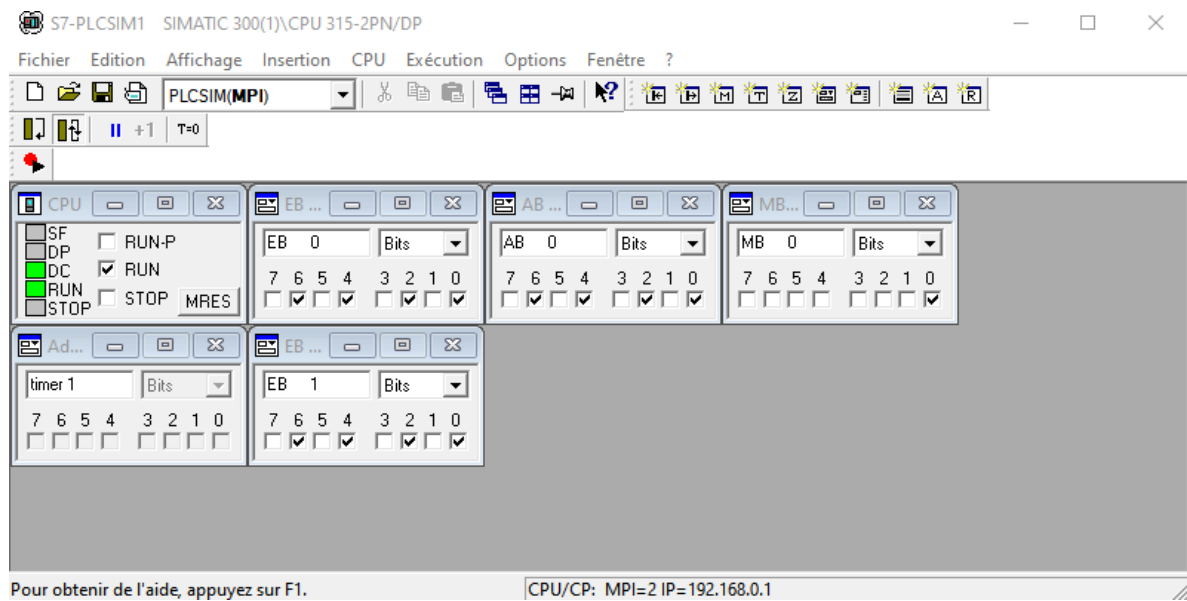 S7-PLCSIM1 SIMATIC 300(1)\CPU 315-2PN/DP
Fichier Edition Affichage Insertion CPU Exécution Options Fenêtre ?
PLCSIM(MPI)
+1 T=0
CPU
SF
DP
DC
RUN
STOP
RUN-P
RUN
STOP
MRES
EB ...
EB 0 Bits
7 6 5 4 3 2 1 0
AB ...
AB 0 Bits
7 6 5 4 3 2 1 0
MB...
MB 0 Bits
7 6 5 4 3 2 1 0
Ad...
timer 1 Bits
7 6 5 4 3 2 1 0
EB ...
EB 1 Bits
7 6 5 4 3 2 1 0
Pour obtenir de l'aide, appuyez sur F1. CPU/CP: MPI=2 IP=192.168.0.1